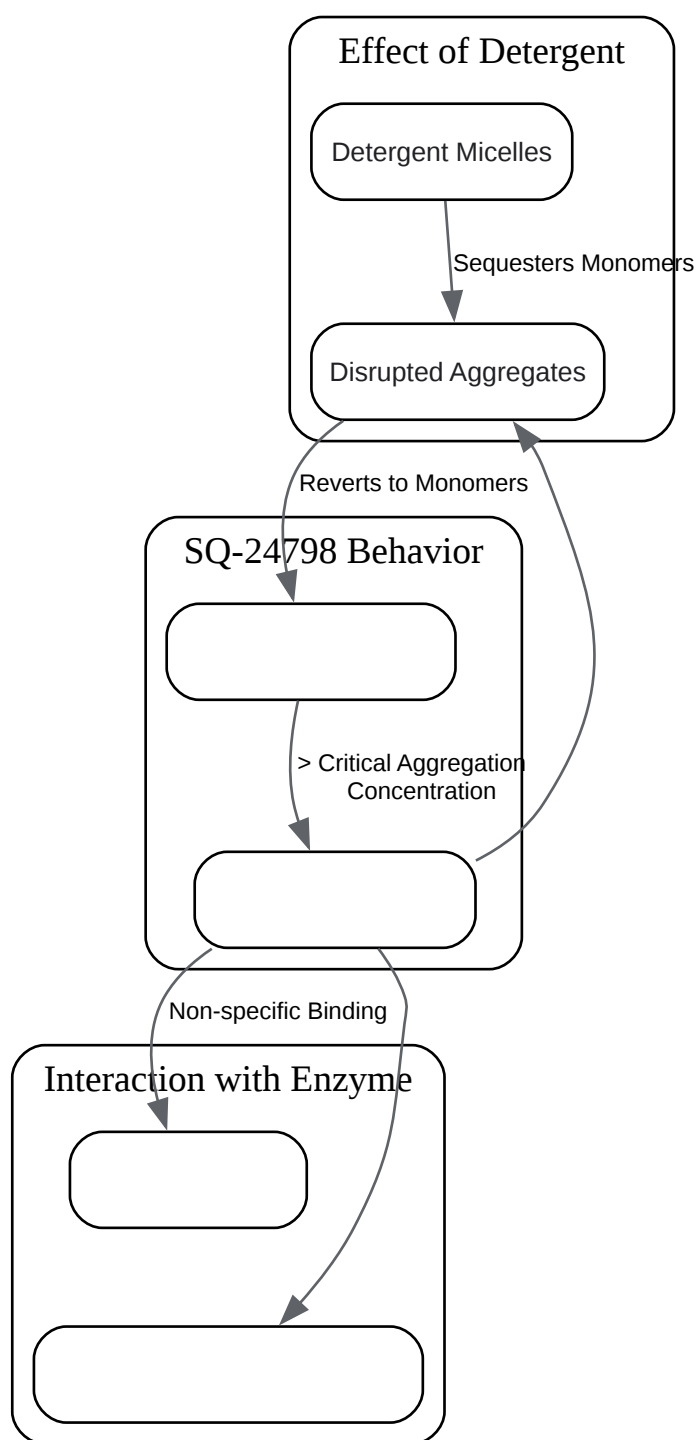 Effect of Detergent
Detergent Micelles
Sequesters Monomers
Disrupted Aggregates
Reverts to Monomers
SQ-24798 Behavior
> Critical Aggregation
Concentration
Non-specific Binding
Interaction with Enzyme